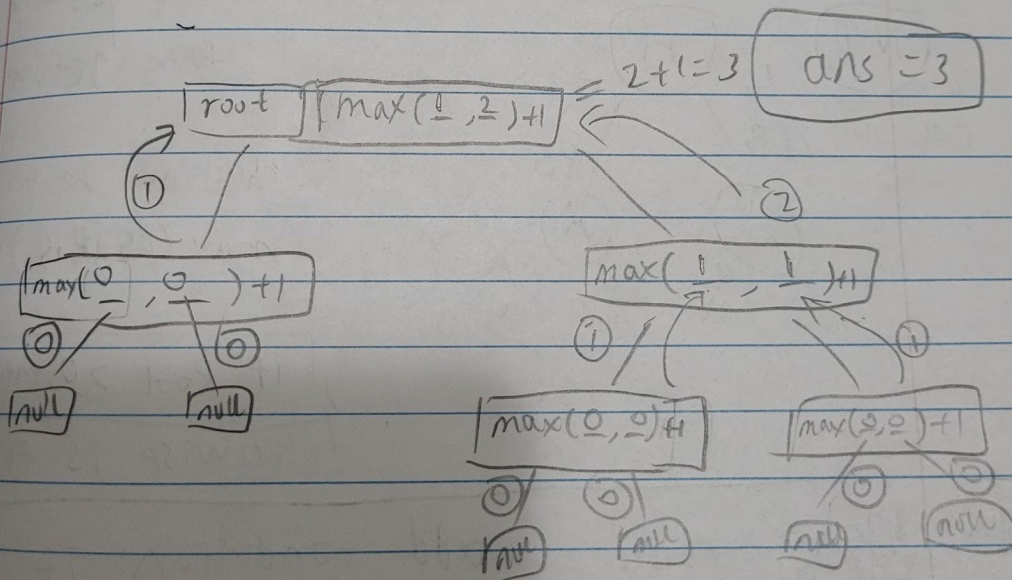 2+1=3 ans = 3
root max(1, 2)+1 =
1 2
max(0, 0)+1 max(1, 1)+1
0 0 1 1
null null max(0, 0)+1 max(0,0)+1
0 0 0 0
null null null null